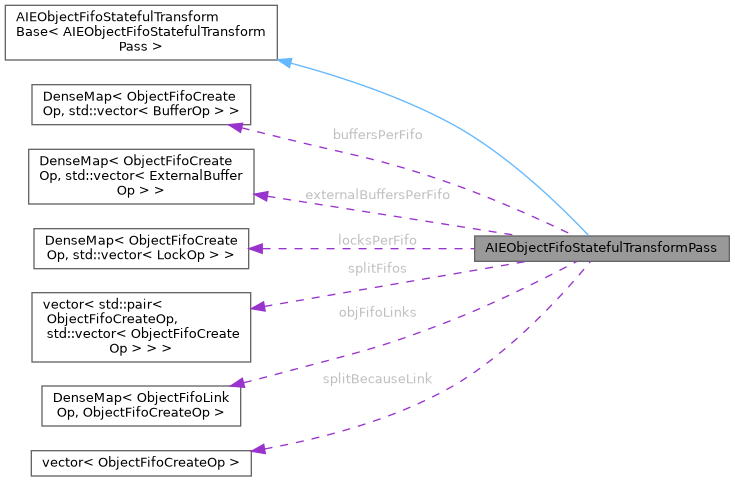 AIEObjectFifoStatefulTransform
Base< AIEObjectFifoStatefulTransform
Pass >
DenseMap< ObjectFifoCreate
Op, std::vector< BufferOp > >
buffersPerFifo
DenseMap< ObjectFifoCreate
Op, std::vector< ExternalBuffer
Op > >
externalBuffersPerFifo
DenseMap< ObjectFifoCreate
Op, std::vector< LockOp > >
locksPerFifo
AIEObjectFifoStatefulTransformPass
splitFifos
vector< std::pair<
ObjectFifoCreateOp,
std::vector< ObjectFifoCreate
Op > > >
objFifoLinks
DenseMap< ObjectFifoLink
Op, ObjectFifoCreateOp >
splitBecauseLink
vector< ObjectFifoCreateOp >